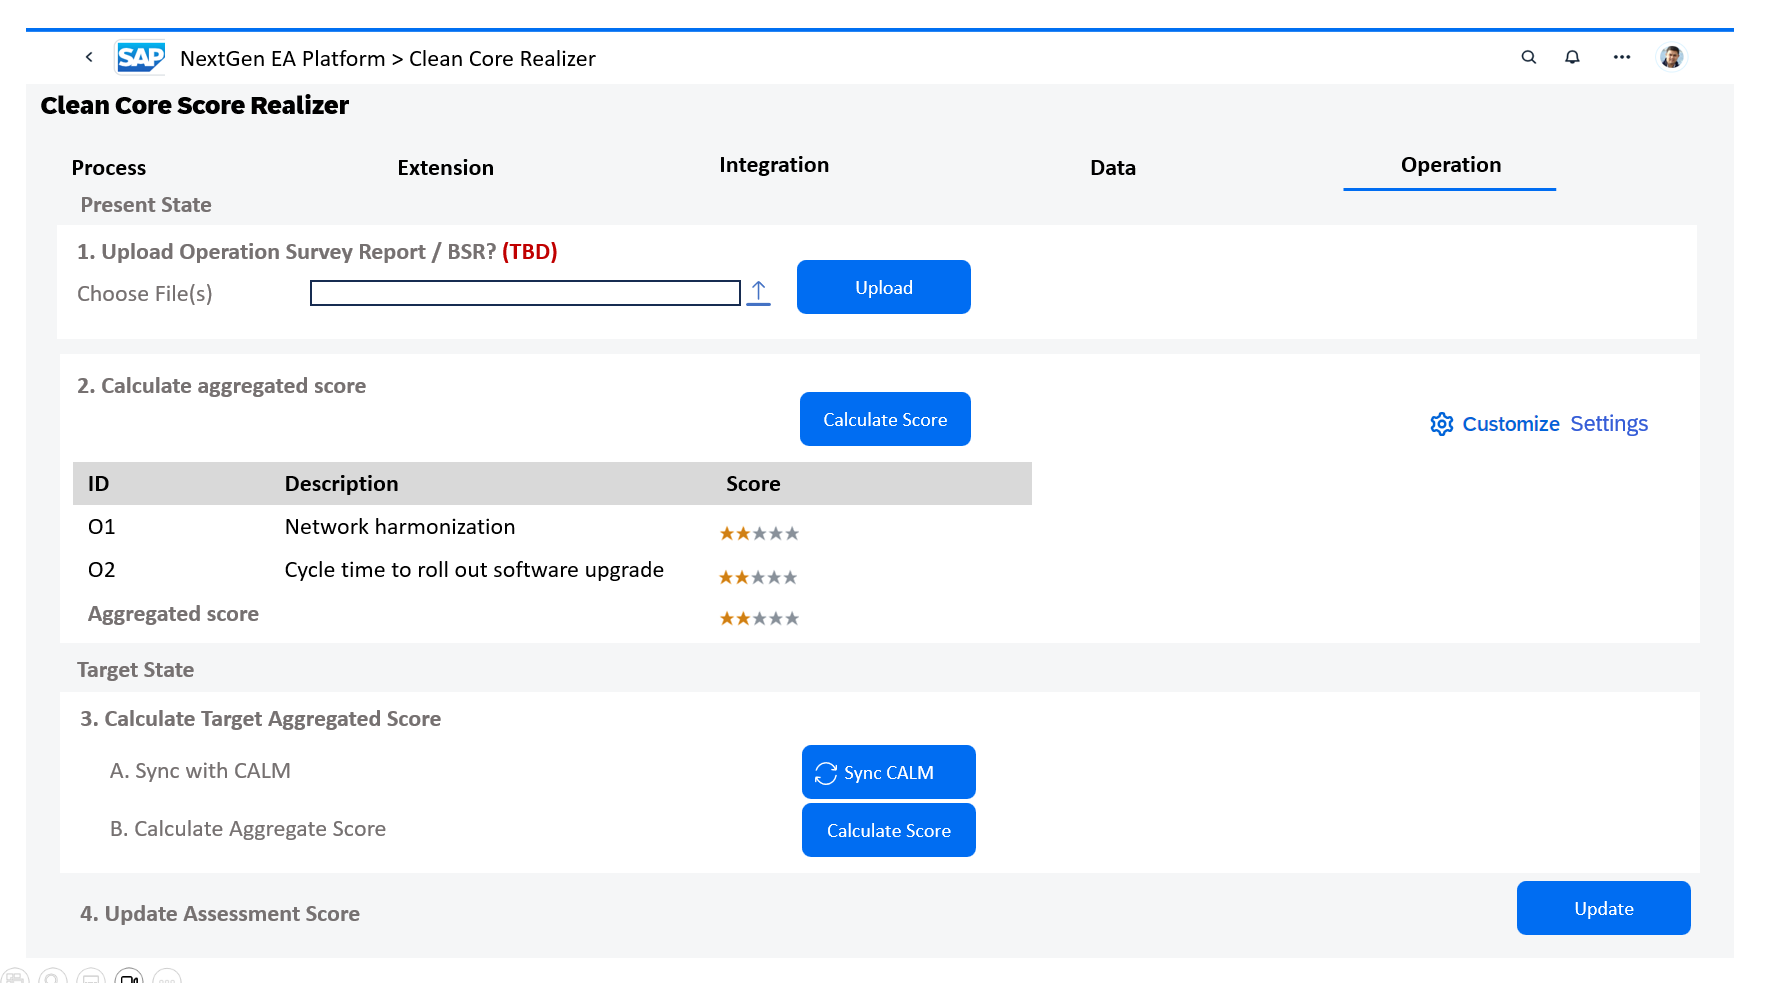 SAP NextGen EA Platform > Clean Core Realizer
Clean Core Score Realizer
Process Extension Integration Data Operation
Present State
1. Upload Operation Survey Report / BSR? (TBD)
Choose File(s) Upload
2. Calculate aggregated score
Calculate Score
Customize Settings
ID Description Score
O1 Network harmonization
O2 Cycle time to roll out software upgrade
Aggregated score
Target State
3. Calculate Target Aggregated Score
A. Sync with CALM Sync CALM
B. Calculate Aggregate Score Calculate Score
4. Update Assessment Score Update